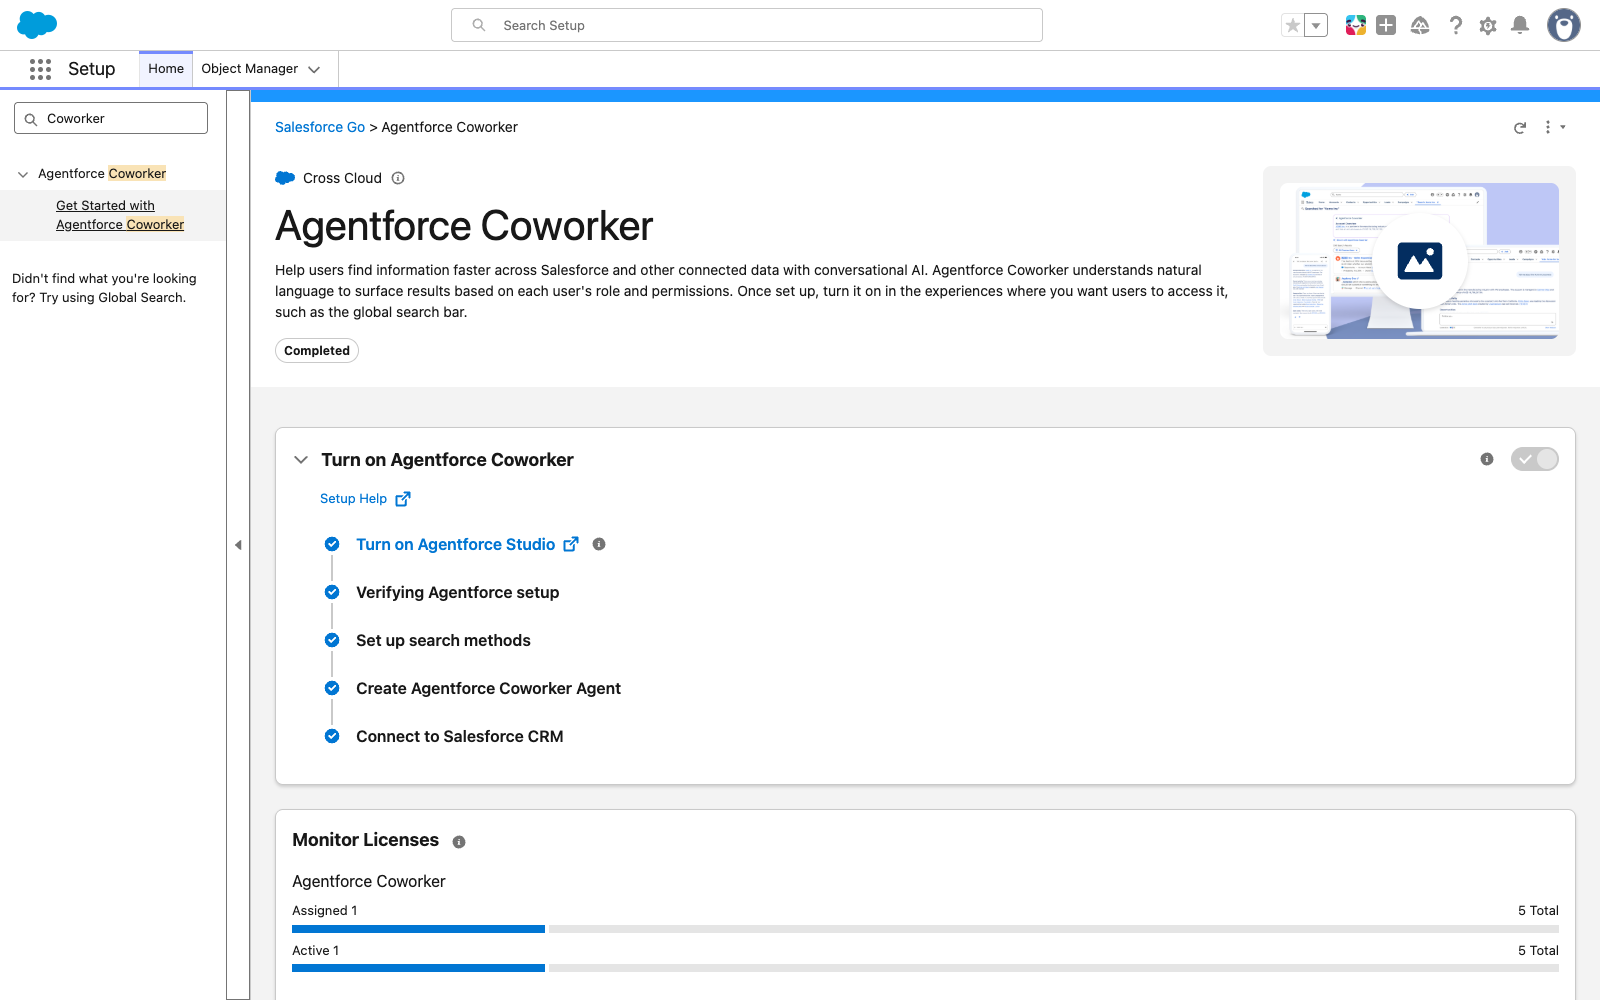 Search Setup
Setup
Home
Object Manager
Coworker
Agentforce Coworker
Get Started with
Agentforce Coworker
Didn't find what you're looking
for? Try using Global Search.
Salesforce Go > Agentforce Coworker
Cross Cloud
Agentforce Coworker
Help users find information faster across Salesforce and other connected data with conversational AI. Agentforce Coworker understands natural
language to surface results based on each user's role and permissions. Once set up, turn it on in the experiences where you want users to access it,
such as the global search bar.
Completed
Turn on Agentforce Coworker
Setup Help
Turn on Agentforce Studio
Verifying Agentforce setup
Set up search methods
Create Agentforce Coworker Agent
Connect to Salesforce CRM
Monitor Licenses
Agentforce Coworker
Assigned 1
5 Total
Active 1
5 Total